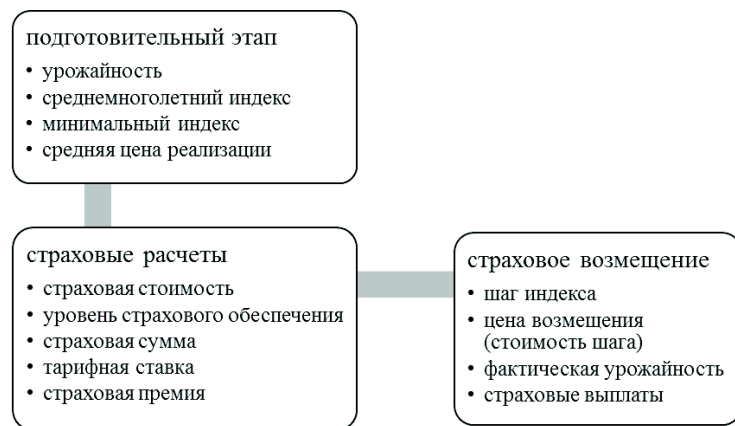 подготовительный этап
• урожайность
• среднемноголетний индекс
• минимальный индекс
• средняя цена реализации
страховые расчеты
• страховая стоимость
• уровень страхового обеспечения
• страховая сумма
• тарифная ставка
• страховая премия
страховое возмещение
• шаг индекса
• цена возмещения
(стоимость шага)
• фактическая урожайность
• страховые выплаты